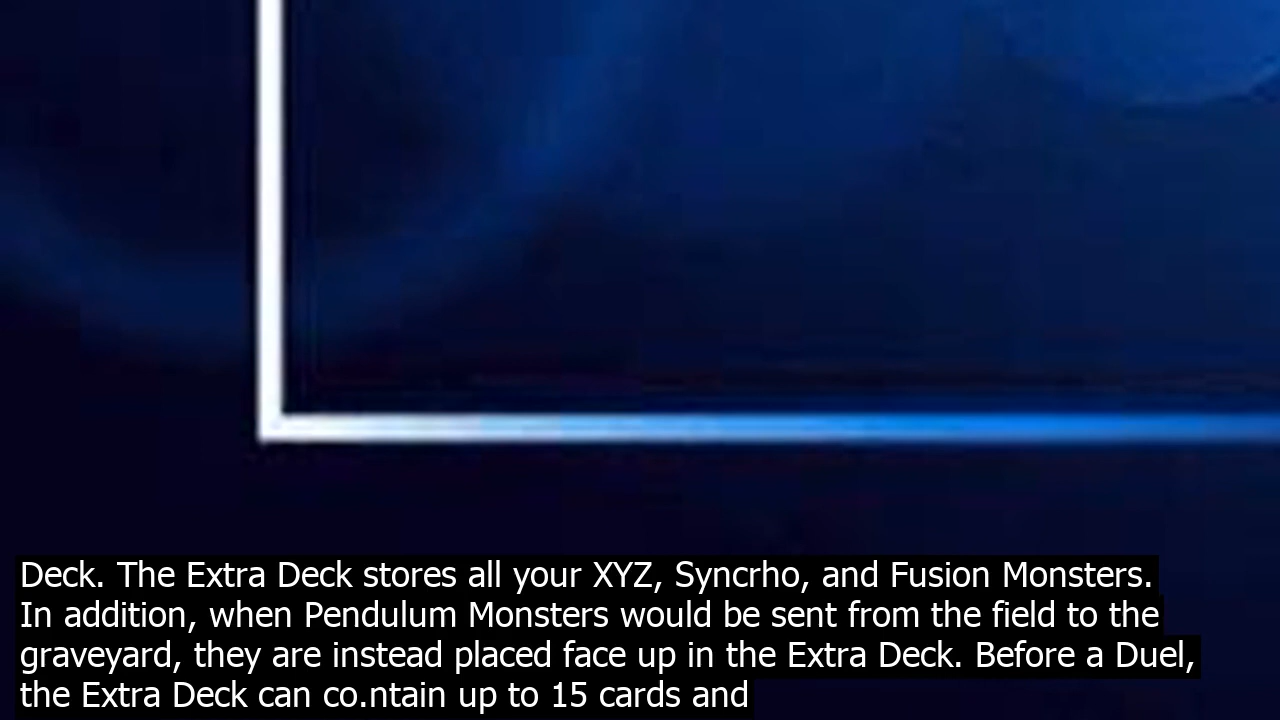 Deck. The Extra Deck stores all your XYZ, Syncrho, and Fusion Monsters.
In addition, when Pendulum Monsters would be sent from the field to the
graveyard, they are instead placed face up in the Extra Deck. Before a Duel,
the Extra Deck can co.ntain up to 15 cards and